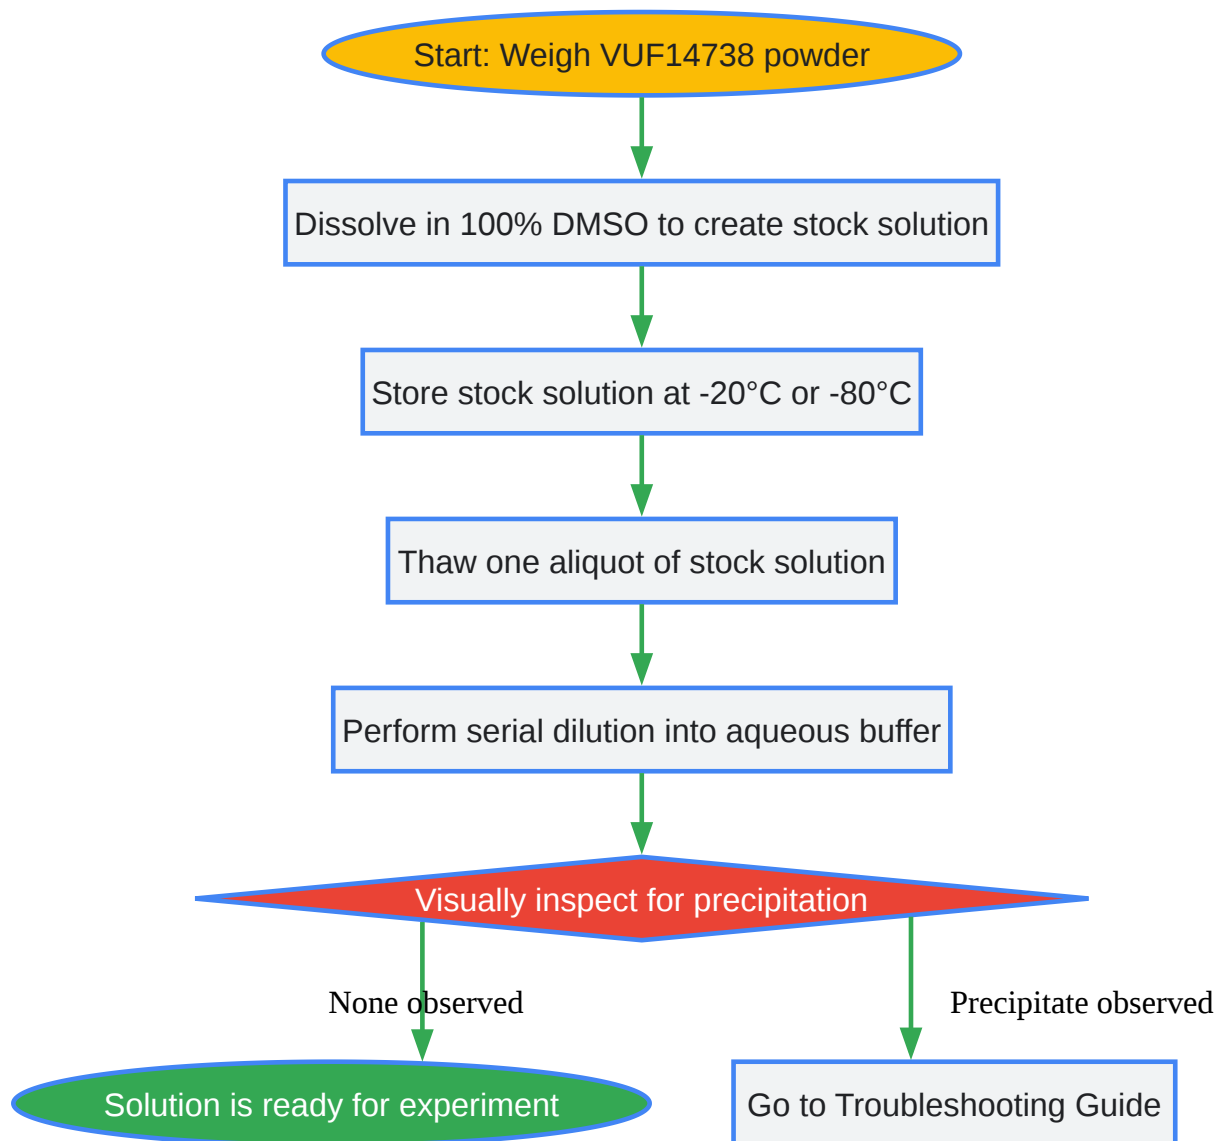 Start: Weigh VUF14738 powder
Dissolve in 100% DMSO to create stock solution
Store stock solution at -20°C or -80°C
Thaw one aliquot of stock solution
Perform serial dilution into aqueous buffer
Visually inspect for precipitation
None observed
Precipitate observed
Solution is ready for experiment
Go to Troubleshooting Guide